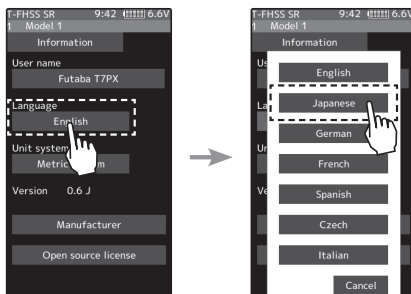 T-FHSS SR 9:42 6.6V
1 Model 1
Information
User name
Futaba T7PX
Language
English
Unit system
Metric
Version 0.6 J
Manufacturer
Open source license
T-FHSS SR 9:42 6.6V
1 Model 1
Information
English
Japanese
German
French
Spanish
Czech
Italian
Cancel